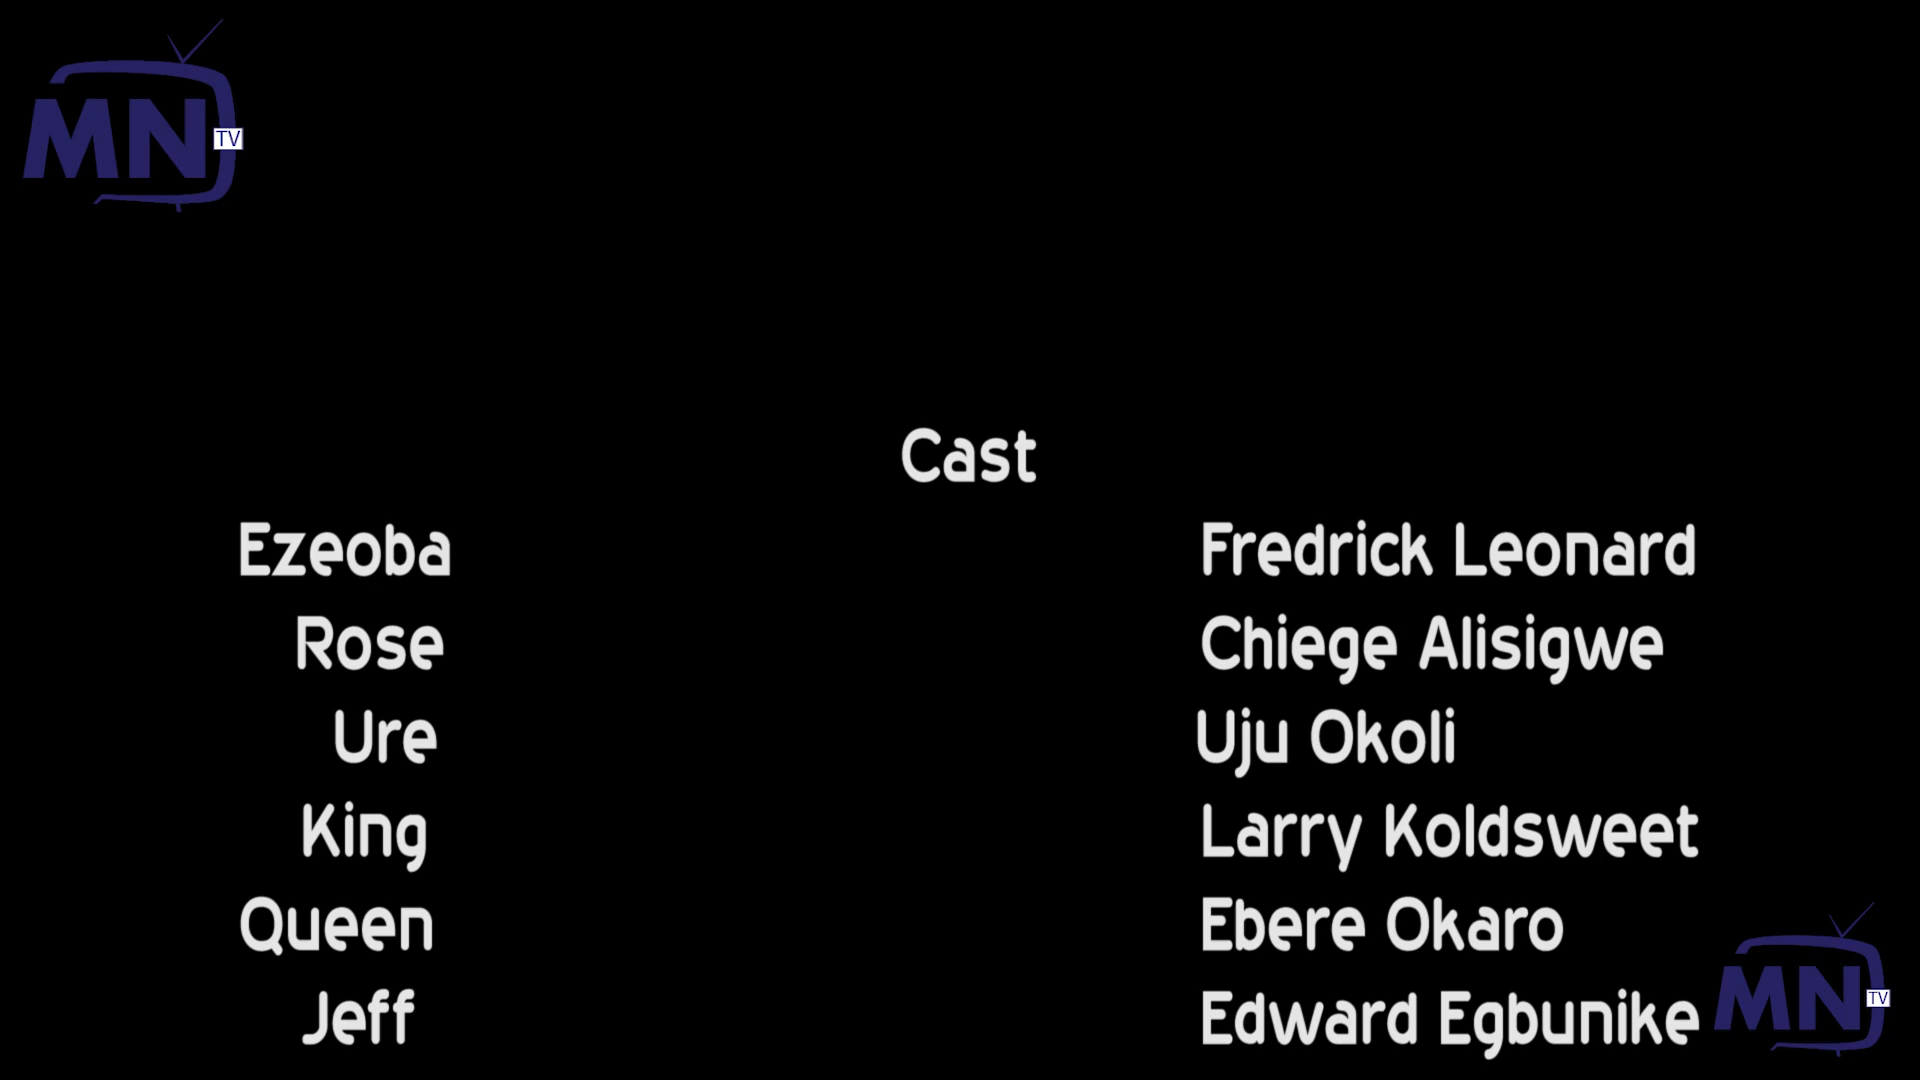 MN
TV
Cast
Ezeoba Fredrick Leonard
Rose Chiege Alisigwe
Ure Uju Okoli
King Larry Koldsweet
Queen Ebere Okaro
Jeff Edward Egbunike
MN
TV